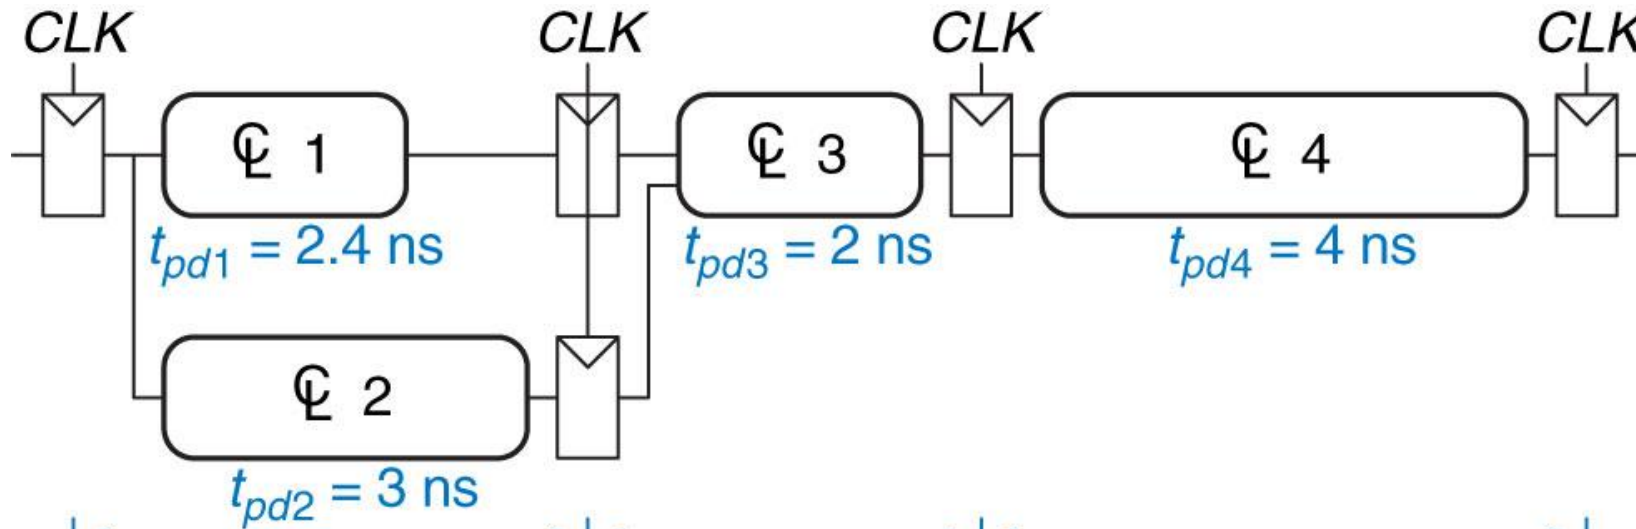 CLK CLK CLK CLK
CL 1 CL 3 CL 4
tpd1 = 2.4 ns tpd3 = 2 ns tpd4 = 4 ns
CL 2
tpd2 = 3 ns